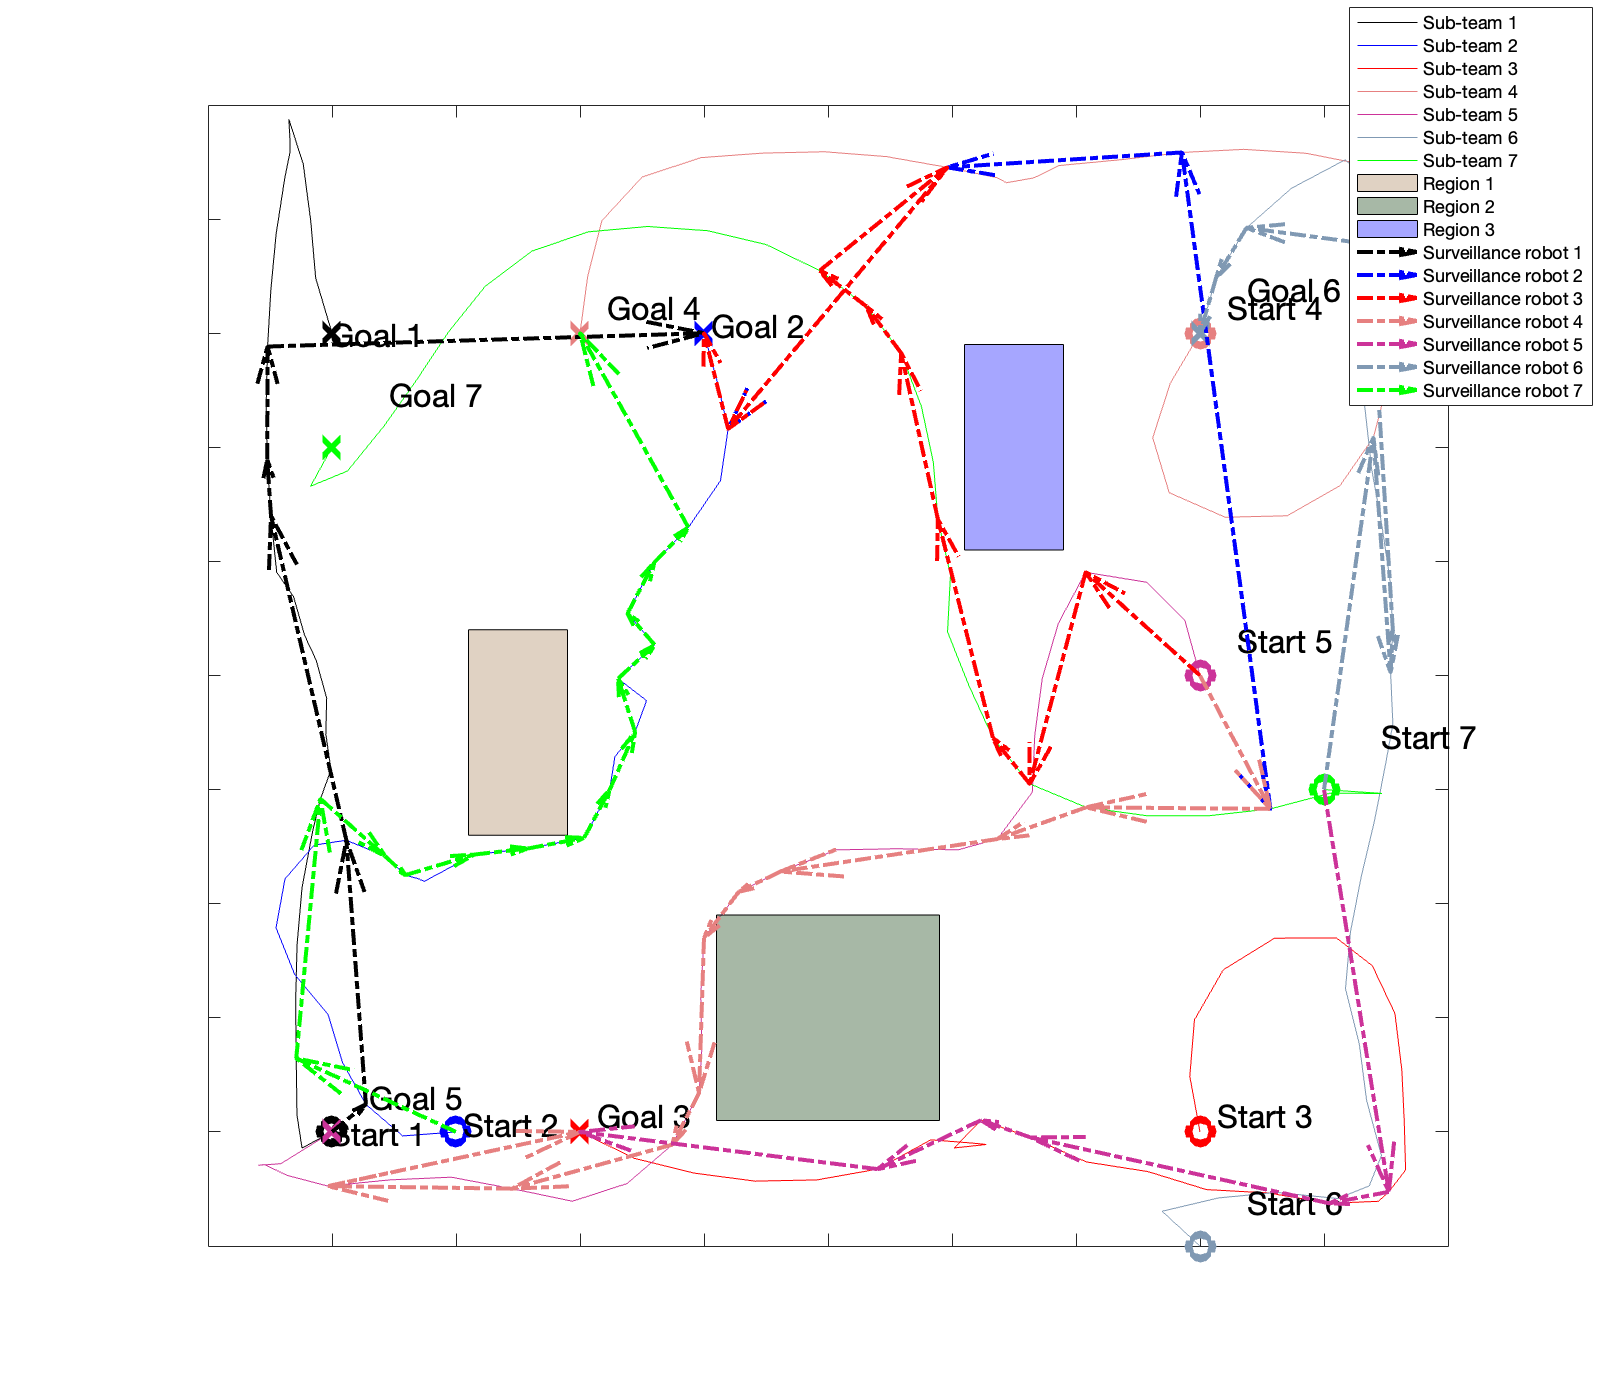 Sub-team 1
Sub-team 2
Sub-team 3
Sub-team 4
Sub-team 5
Sub-team 6
Sub-team 7
Region 1
Region 2
Region 3
Surveillance robot 1
Surveillance robot 2
Surveillance robot 3
Surveillance robot 4
Surveillance robot 5
Surveillance robot 6
Surveillance robot 7
Goal 6
Start 4
Goal 4
Goal 2
Goal 1
Goal 7
Start 5
Start 7
Goal 5
Goal 3
Start 3
Start 2
Start 1
Start 6